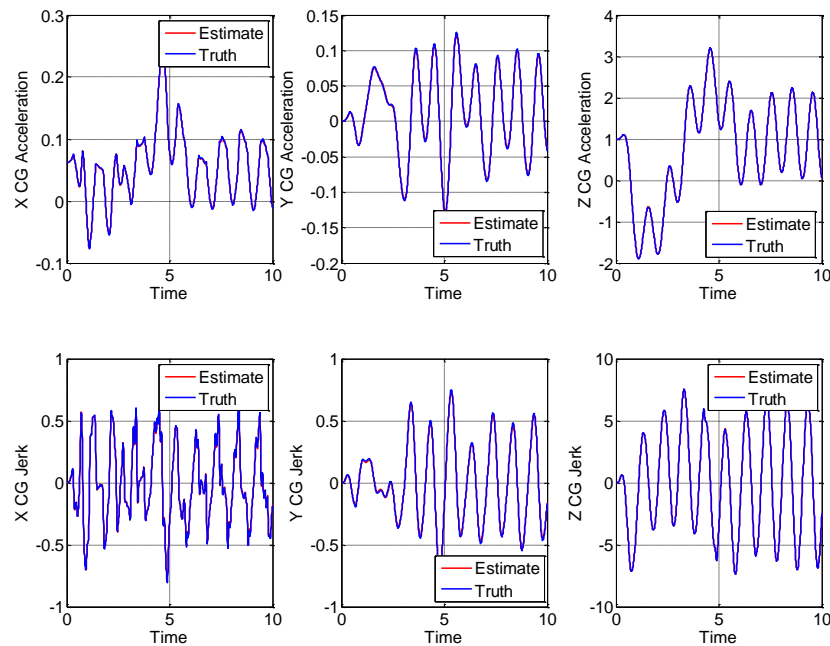 X CG Acceleration
0.3
0.2
0.1
0
-0.1
0
5
10
Time
Estimate
Truth
Y CG Acceleration
0.15
0.1
0.05
0
-0.05
-0.1
-0.15
-0.2
0
5
10
Time
Estimate
Truth
Z CG Acceleration
4
3
2
1
0
-1
-2
0
5
10
Time
Estimate
Truth
X CG Jerk
1
0.5
0
-0.5
-1
0
5
10
Time
Estimate
Truth
Y CG Jerk
1
0.5
0
-0.5
-1
0
5
10
Time
Estimate
Truth
Z CG Jerk
10
5
0
-5
-10
0
5
10
Time
Estimate
Truth